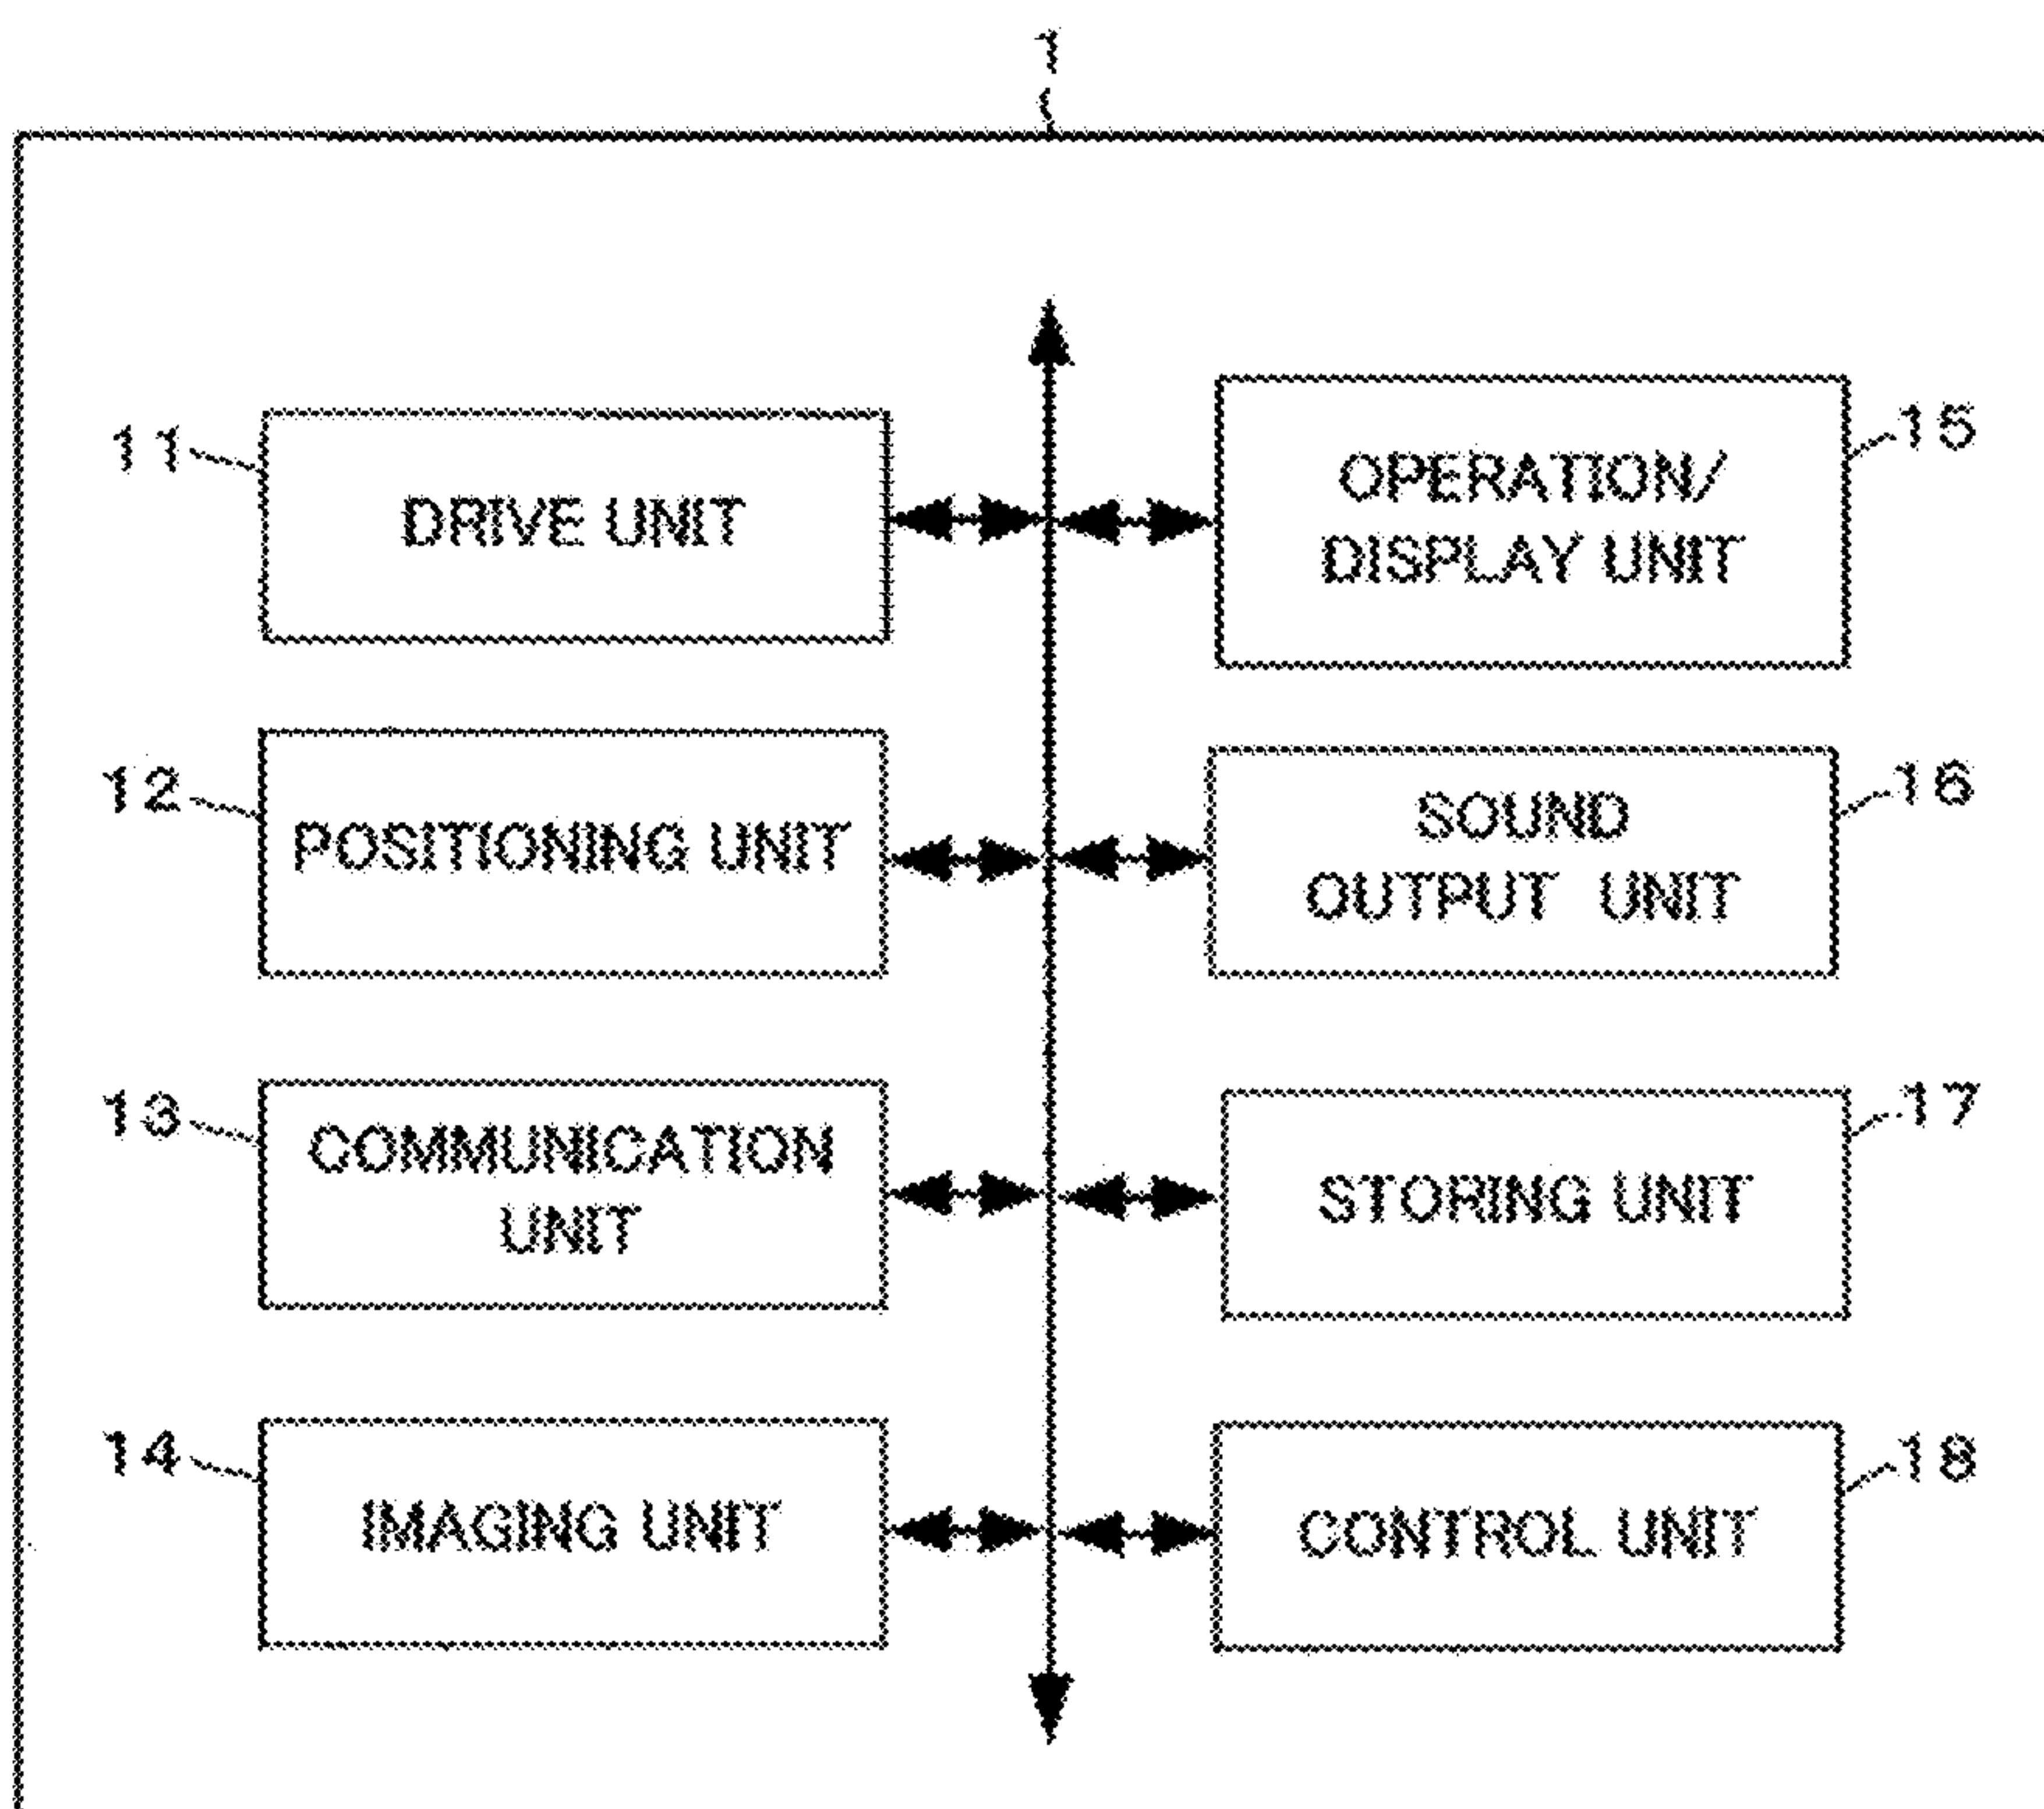 1
11
DRIVE UNIT
15
OPERATION/
DISPLAY UNIT
12
POSITIONING UNIT
16
SOUND
OUTPUT UNIT
13
COMMUNICATION
UNIT
17
STORING UNIT
14
IMAGING UNIT
18
CONTROL UNIT